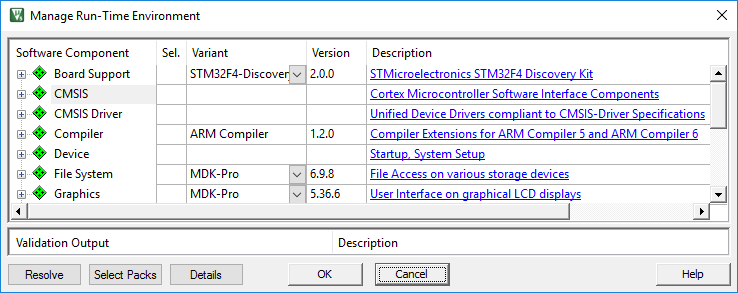 Manage Run-Time Environment
Software Component Sel. Variant Version Description
Board Support STM32F4-Discovery 2.0.0 STMicroelectronics STM32F4 Discovery Kit
CMSIS Cortex Microcontroller Software Interface Components
CMSIS Driver Unified Device Drivers compliant to CMSIS-Driver Specifications
Compiler ARM Compiler 1.2.0 Compiler Extensions for ARM Compiler 5 and ARM Compiler 6
Device Startup, System Setup
File System MDK-Pro 6.9.8 File Access on various storage devices
Graphics MDK-Pro 5.36.6 User Interface on graphical LCD displays
Validation Output Description
Resolve Select Packs Details OK Cancel Help